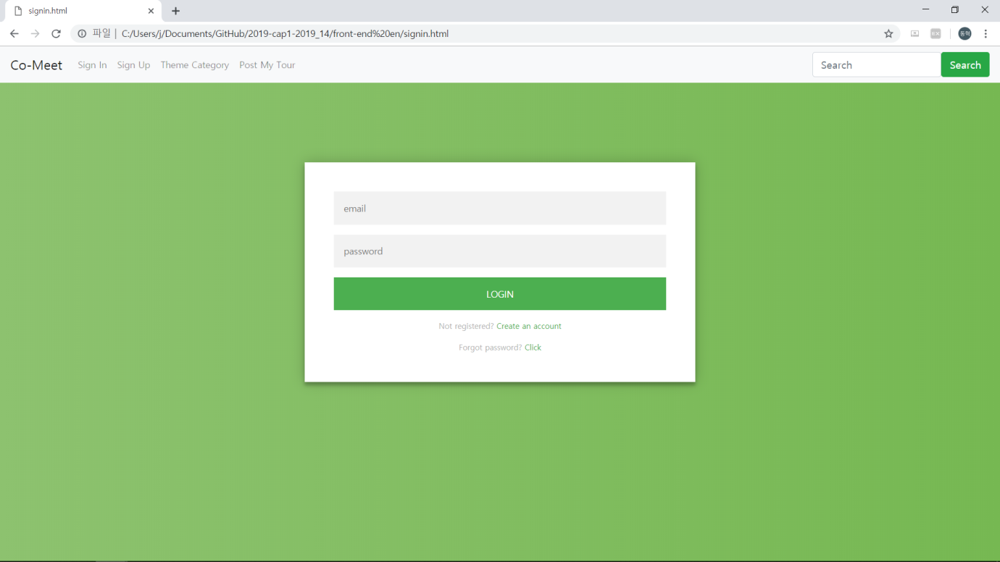 signin.html
파일 | C:/Users/j/Documents/GitHub/2019-cap1-2019_14/front-end%20en/signin.html
동혁
Co-Meet Sign In Sign Up Theme Category Post My Tour Search Search
email
password
LOGIN
Not registered? Create an account
Forgot password? Click